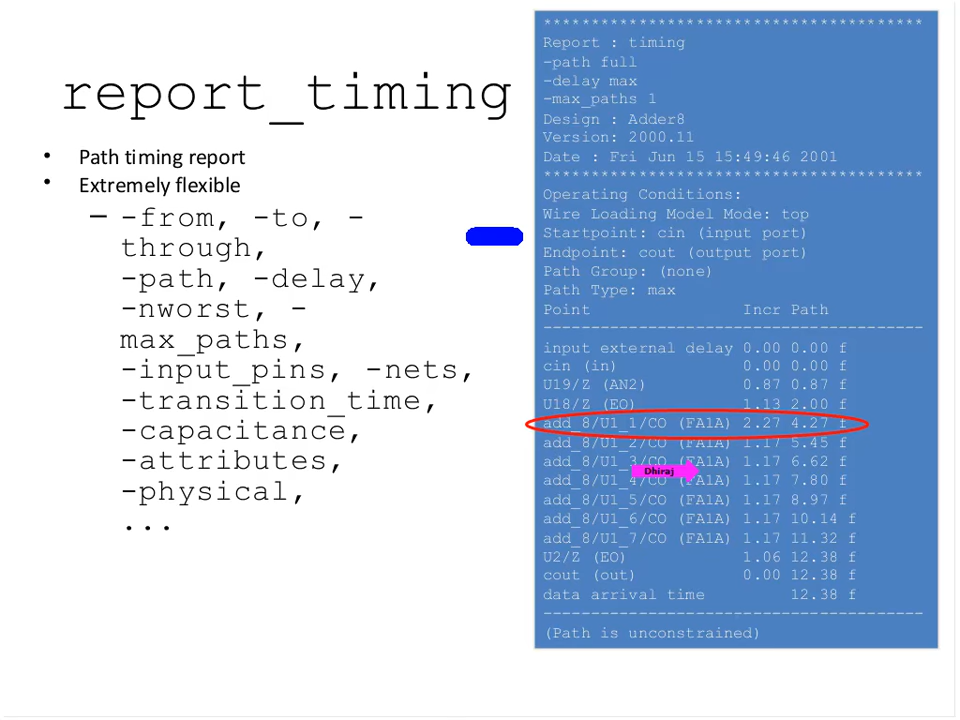 report_timing
• Path timing report
• Extremely flexible
– -from, -to, -
through,
-path, -delay,
-nworst, -
max_paths,
-input_pins, -nets,
-transition_time,
-capacitance,
-attributes,
-physical,
...
****************************************
Report : timing
-path full
-delay max
-max_paths 1
Design : Adder8
Version: 2000.11
Date : Fri Jun 15 15:49:46 2001
****************************************
Operating Conditions:
Wire Loading Model Mode: top
Startpoint: cin (input port)
Endpoint: cout (output port)
Path Group: (none)
Path Type: max
Point Incr Path
----------------------------------------
input external delay 0.00 0.00 f
cin (in) 0.00 0.00 f
U19/Z (AN2) 0.87 0.87 f
U18/Z (EO) 1.13 2.00 f
add_8/U1_1/CO (FA1A) 2.27 4.27 f
add_8/U1_2/CO (FA1A) 1.17 5.45 f
add_8/U1_3/CO (FA1A) 1.17 6.62 f
Dhiraj
add_8/U1_4/CO (FA1A) 1.17 7.80 f
add_8/U1_5/CO (FA1A) 1.17 8.97 f
add_8/U1_6/CO (FA1A) 1.17 10.14 f
add_8/U1_7/CO (FA1A) 1.17 11.32 f
U2/Z (EO) 1.06 12.38 f
cout (out) 0.00 12.38 f
data arrival time 12.38 f
----------------------------------------
(Path is unconstrained)